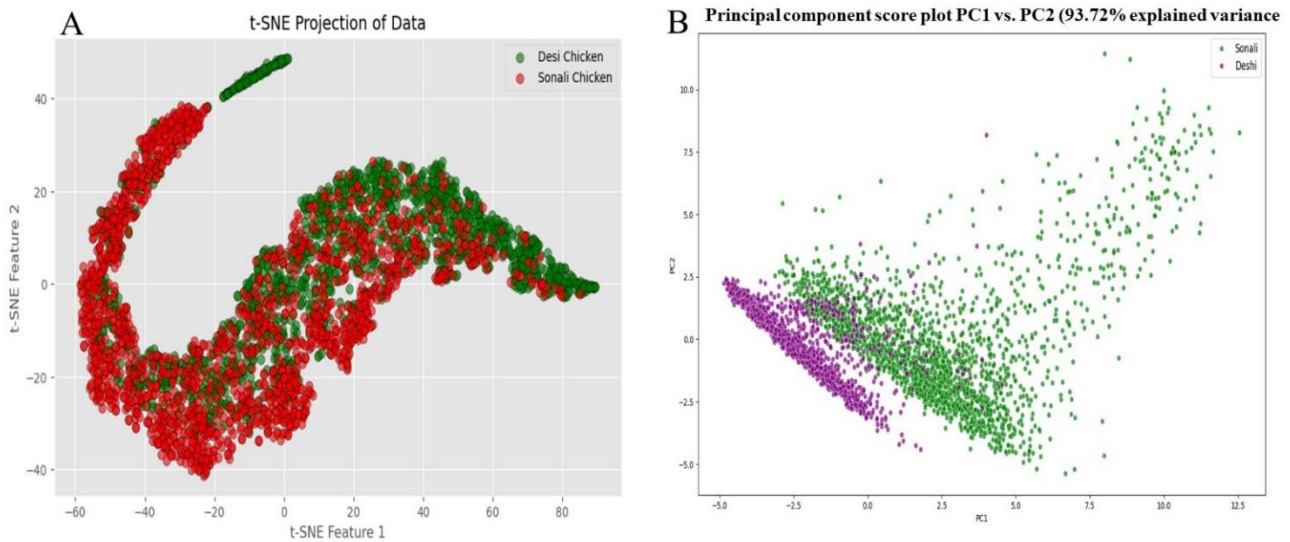 A
t-SNE Projection of Data
Desi Chicken
Sonali Chicken
40
20
0
−20
−40
t-SNE Feature 2
−60 −40 −20 0 20 40 60 80
t-SNE Feature 1
B
Principal component score plot PC1 vs. PC2 (93.72% explained variance
Sonali
Deshi
10.0
7.5
5.0
2.5
0.0
−2.5
−5.0
PC2
−5.0 −2.5 0.0 2.5 5.0 7.5 10.0 12.5
PC1